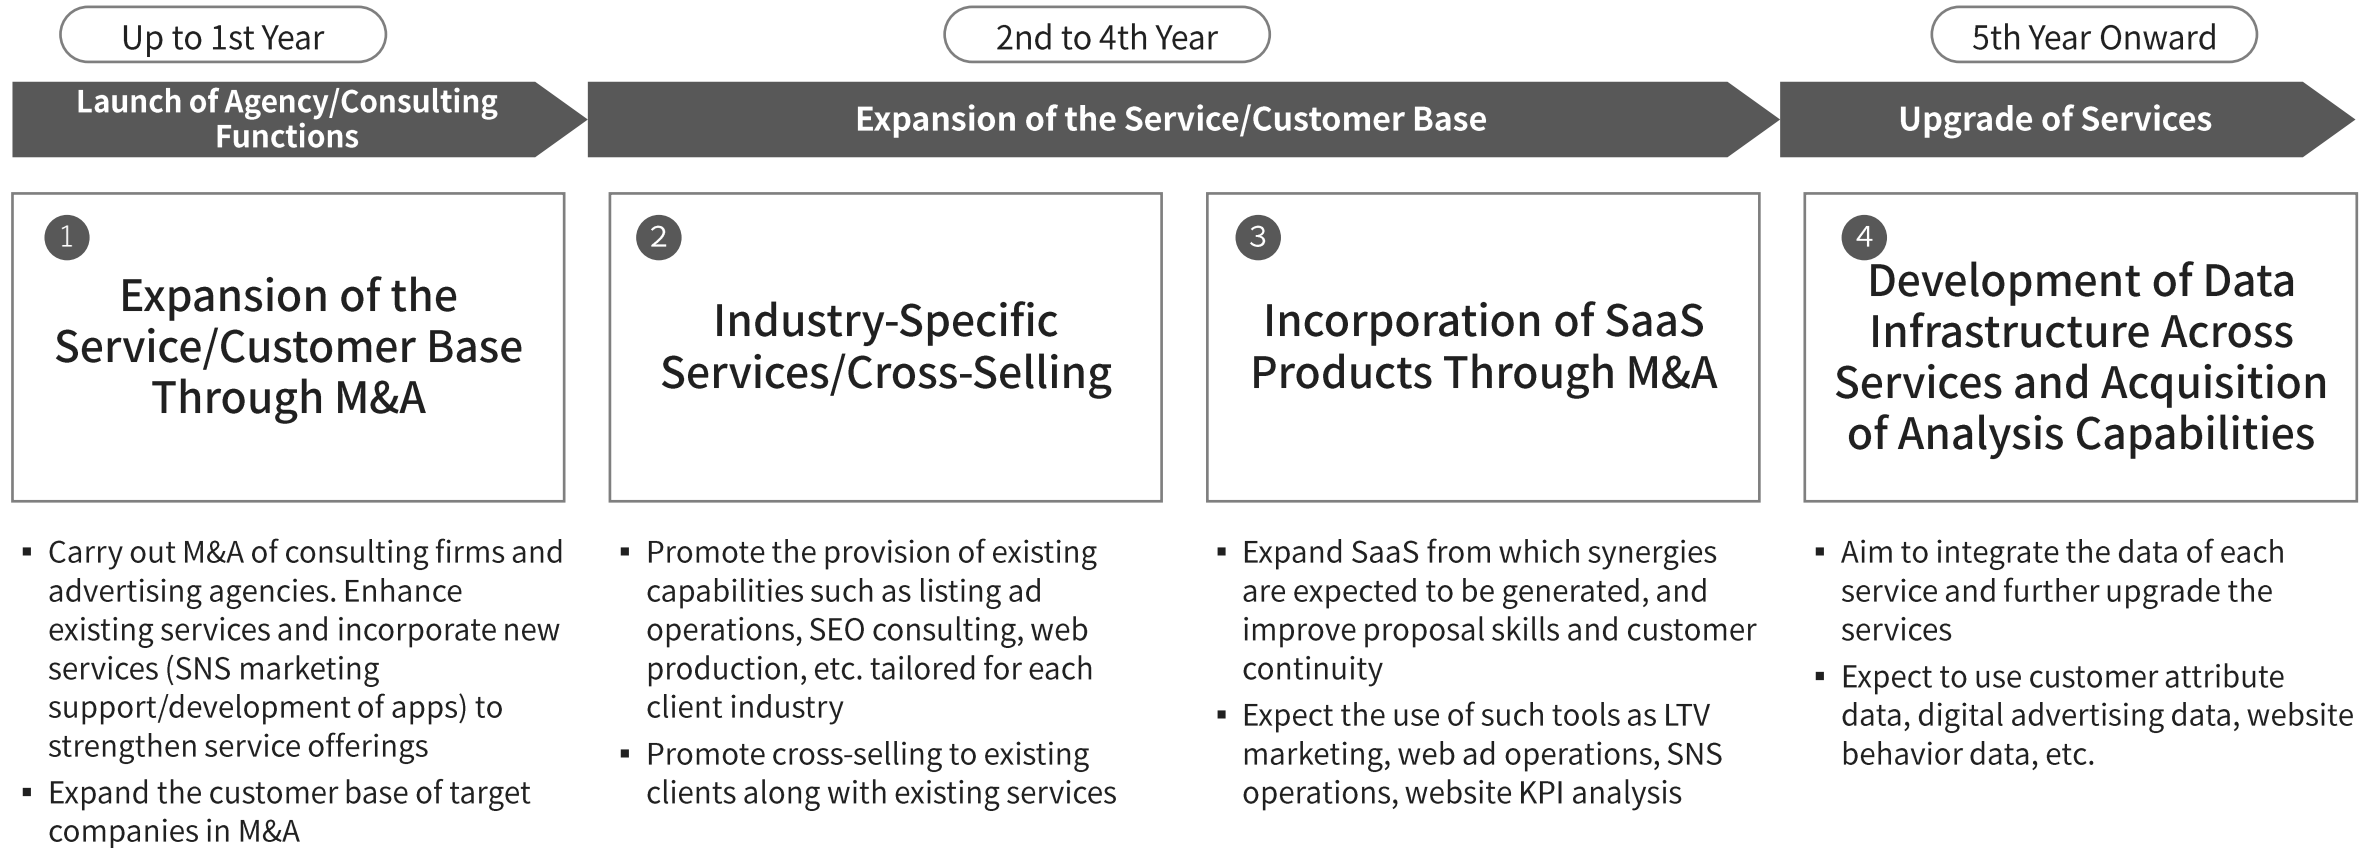 Up to 1st Year
2nd to 4th Year
5th Year Onward
Launch of Agency/Consulting
Functions
Expansion of the Service/Customer Base
Upgrade of Services
1
Expansion of the
Service/Customer Base
Through M&A
▪ Carry out M&A of consulting firms and
advertising agencies. Enhance
existing services and incorporate new
services (SNS marketing
support/development of apps) to
strengthen service offerings
▪ Expand the customer base of target
companies in M&A
2
Industry-Specific
Services/Cross-Selling
▪ Promote the provision of existing
capabilities such as listing ad
operations, SEO consulting, web
production, etc. tailored for each
client industry
▪ Promote cross-selling to existing
clients along with existing services
3
Incorporation of SaaS
Products Through M&A
▪ Expand SaaS from which synergies
are expected to be generated, and
improve proposal skills and customer
continuity
▪ Expect the use of such tools as LTV
marketing, web ad operations, SNS
operations, website KPI analysis
4
Development of Data
Infrastructure Across
Services and Acquisition
of Analysis Capabilities
▪ Aim to integrate the data of each
service and further upgrade the
services
▪ Expect to use customer attribute
data, digital advertising data, website
behavior data, etc.